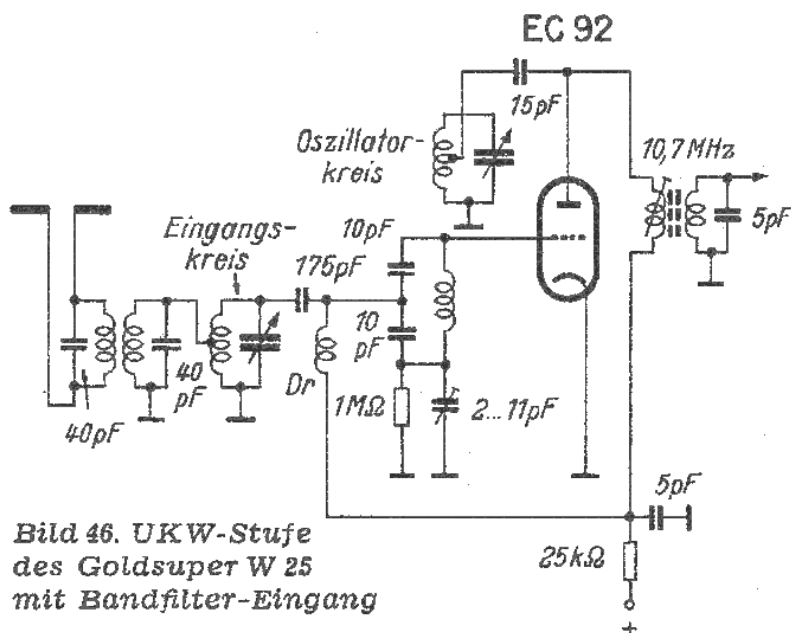 EC 92
15pF
Oszillator-
kreis
10,7 MHz
5pF
Eingangs-
kreis
175pF
10pF
10
pF
40
pF
40pF
Dr
1MΩ
2...11pF
5pF
25kΩ
+
Bild 46. UKW-Stufe
des Goldsuper W 25
mit Bandfilter-Eingang